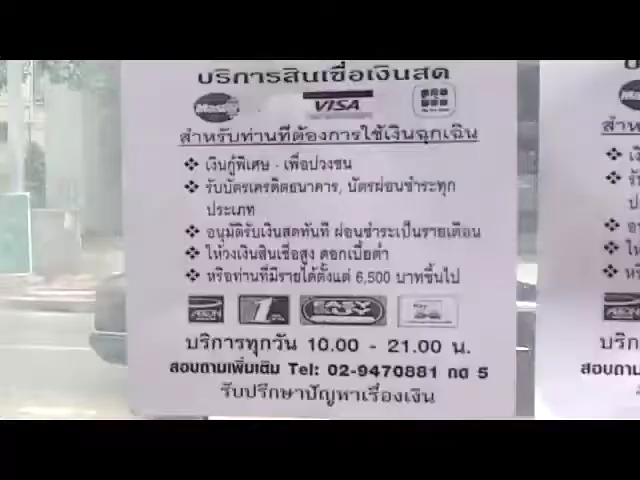 บริการสินเชื่อเงินสด
Master VISA
สำหรับท่านที่ต้องการใช้เงินฉุกเฉิน
❖ เงินกู้พิเศษ - เพื่อปวงชน
❖ รับบัตรเครดิตธนาคาร, บัตรผ่อนชำระทุก
ประเภท
❖ อนุมัติรับเงินสดทันที ผ่อนชำระเป็นรายเดือน
❖ ให้วงเงินสินเชื่อสูง ดอกเบี้ยต่ำ
❖ หรือท่านที่มีรายได้ตั้งแต่ 6,500 บาทขึ้นไป
AEON 1 EASY BUY
บริการทุกวัน 10.00 - 21.00 น.
สอบถามเพิ่มเติม Tel: 02-9470881 กด 5
รับปรึกษาปัญหาเรื่องเงิน